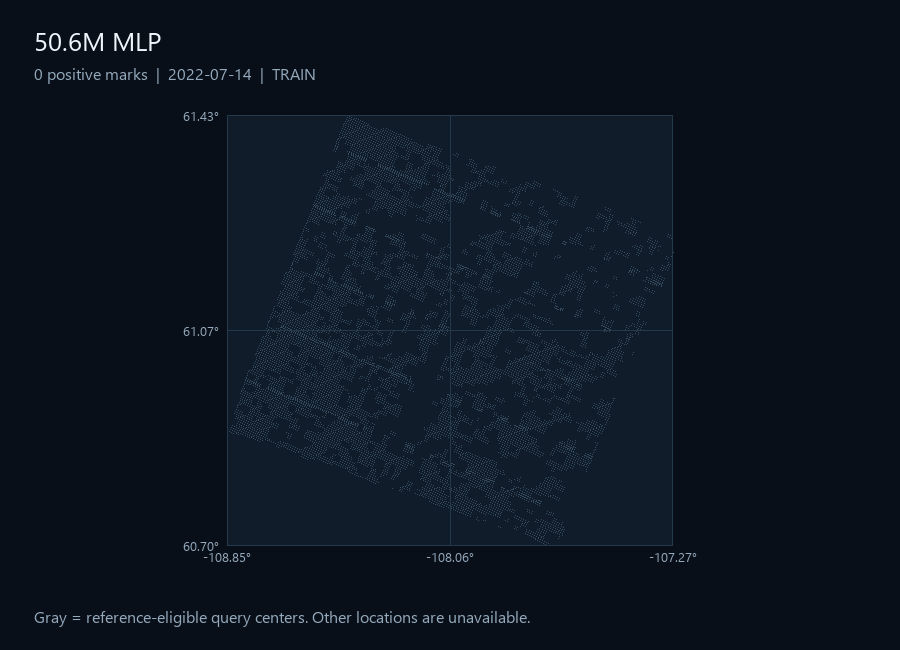 50.6M MLP
0 positive marks | 2022-07-14 | TRAIN
61.43°
61.07°
60.70°
-108.85°
-108.06°
-107.27°
Gray = reference-eligible query centers. Other locations are unavailable.